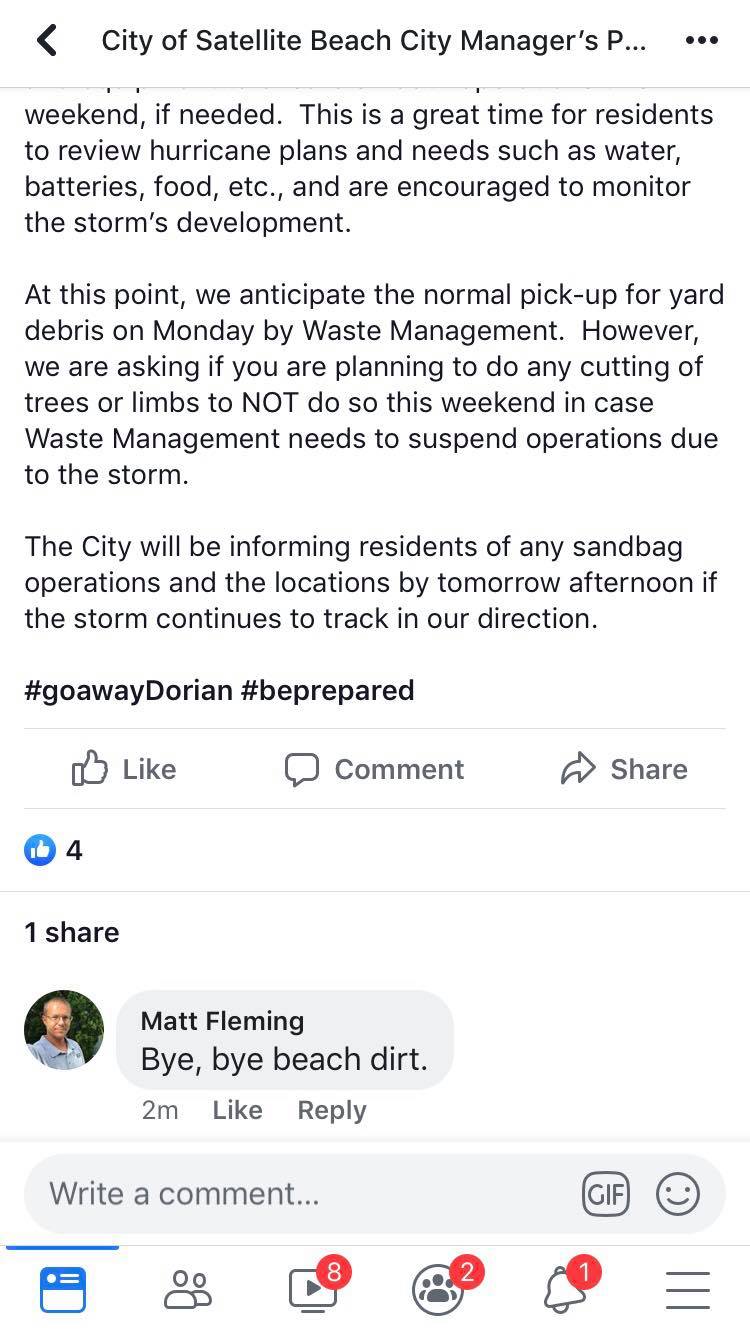 City of Satellite Beach City Manager's P...
weekend, if needed.  This is a great time for residents
to review hurricane plans and needs such as water,
batteries, food, etc., and are encouraged to monitor
the storm's development.
At this point, we anticipate the normal pick-up for yard
debris on Monday by Waste Management.  However,
we are asking if you are planning to do any cutting of
trees or limbs to NOT do so this weekend in case
Waste Management needs to suspend operations due
to the storm.
The City will be informing residents of any sandbag
operations and the locations by tomorrow afternoon if
the storm continues to track in our direction.
#goawayDorian #beprepared
Like Comment Share
4
1 share
Matt Fleming
Bye, bye beach dirt.
2m Like Reply
Write a comment... GIF
8 2 1